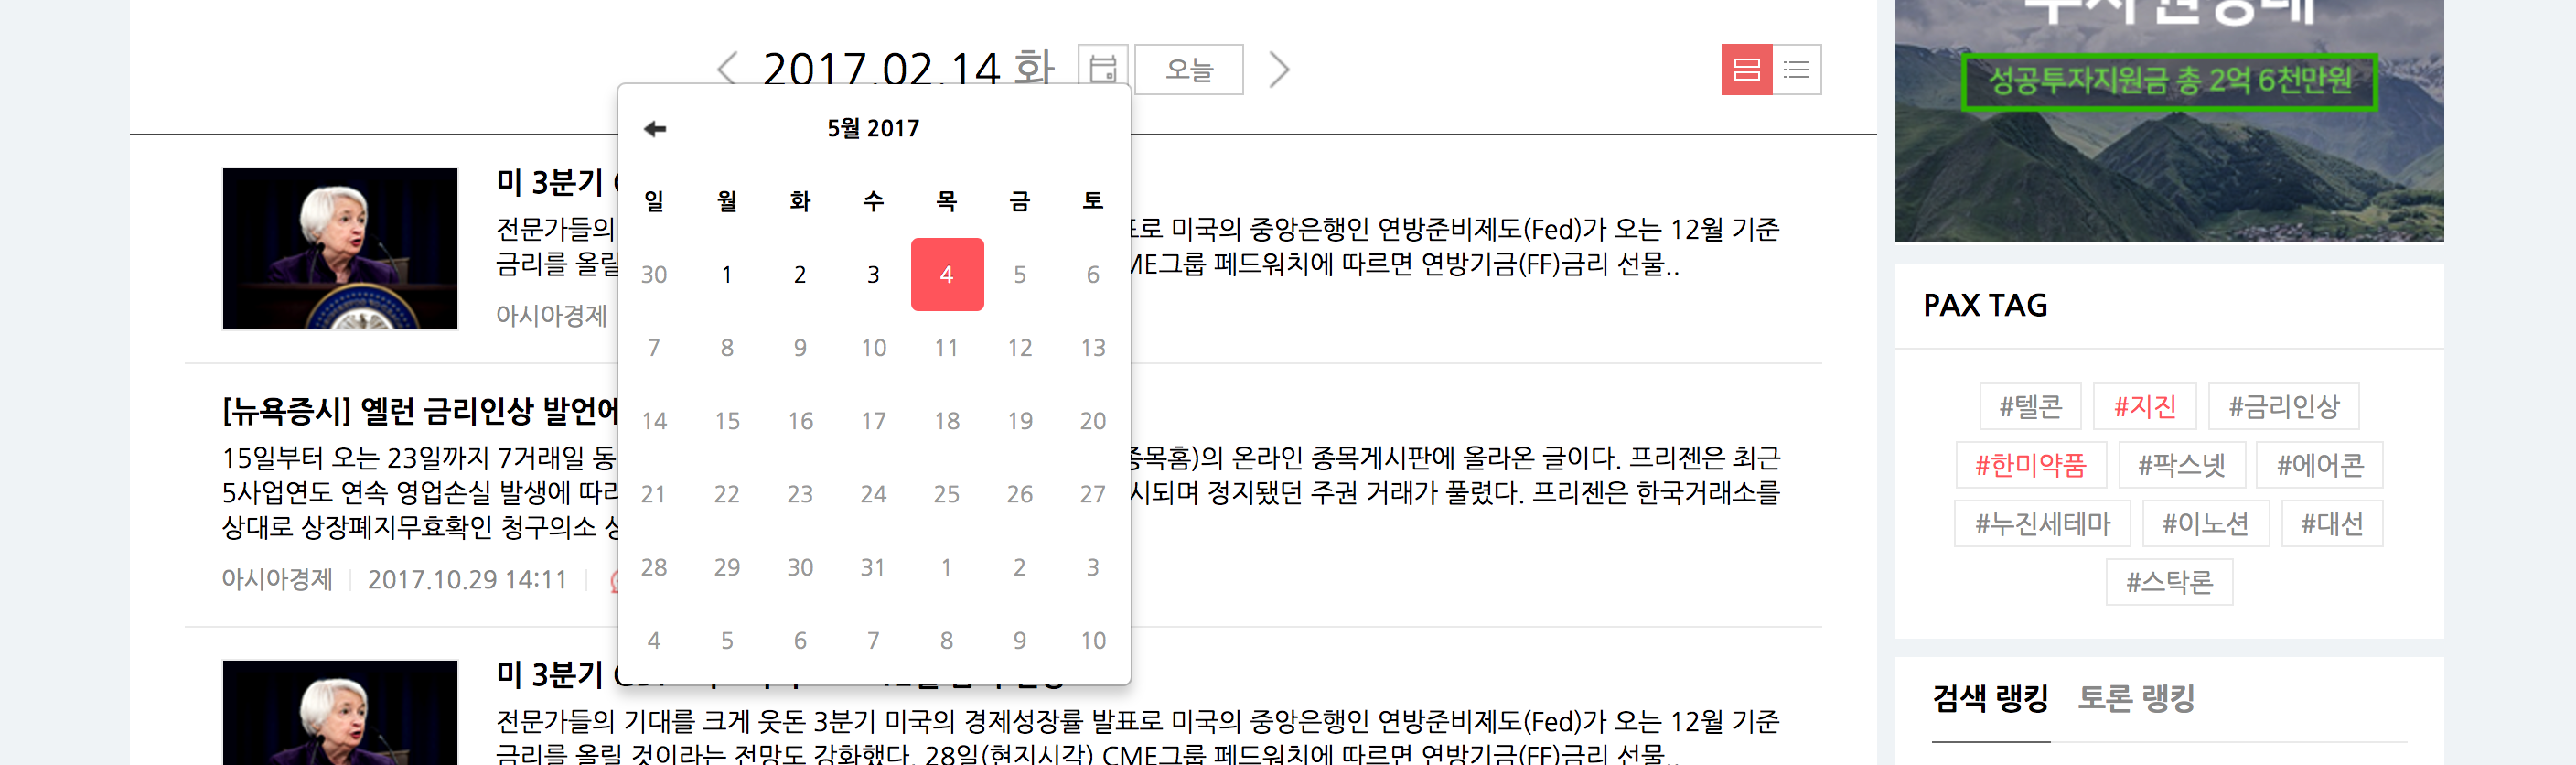 2017.02.14 화
오늘
5월 2017
일 월 화 수 목 금 토
30 1 2 3 4 5 6
7 8 9 10 11 12 13
14 15 16 17 18 19 20
21 22 23 24 25 26 27
28 29 30 31 1 2 3
4 5 6 7 8 9 10
미 3분기
전문가들의
표로 미국의 중앙은행인 연방준비제도(Fed)가 오는 12월 기준
금리를 올릴
ME그룹 페드워치에 따르면 연방기금(FF)금리 선물..
아시아경제
[뉴욕증시] 옐런 금리인상 발언에
15일부터 오는 23일까지 7거래일 동
종목홈)의 온라인 종목게시판에 올라온 글이다. 프리젠은 최근
5사업연도 연속 영업손실 발생에 따라
시되며 정지됐던 주권 거래가 풀렸다. 프리젠은 한국거래소를
상대로 상장폐지무효확인 청구의소
아시아경제 2017.10.29 14:11
미 3분기
전문가들의 기대를 크게 웃돈 3분기 미국의 경제성장률 발표로 미국의 중앙은행인 연방준비제도(Fed)가 오는 12월 기준
금리를 올릴 것이라는 전망도 강화했다. 28일(현지시각) CME그룹 페드워치에 따르면 연방기금(FF)금리 선물..
성공투자지원금 총 2억 6천만원
PAX TAG
#텔콘 #지진 #금리인상
#한미약품 #팍스넷 #에어콘
#누진세테마 #이노션 #대선
#스탁론
검색 랭킹 토론 랭킹